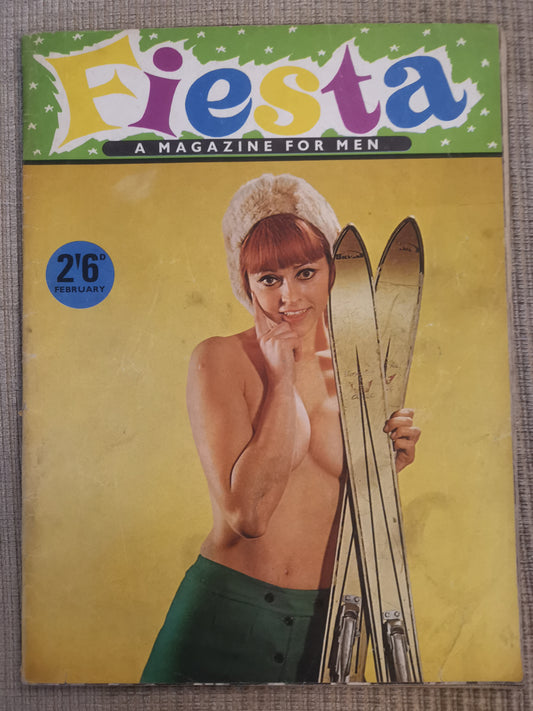 Fiesta
A MAGAZINE FOR MEN
2'6D
FEBRUARY